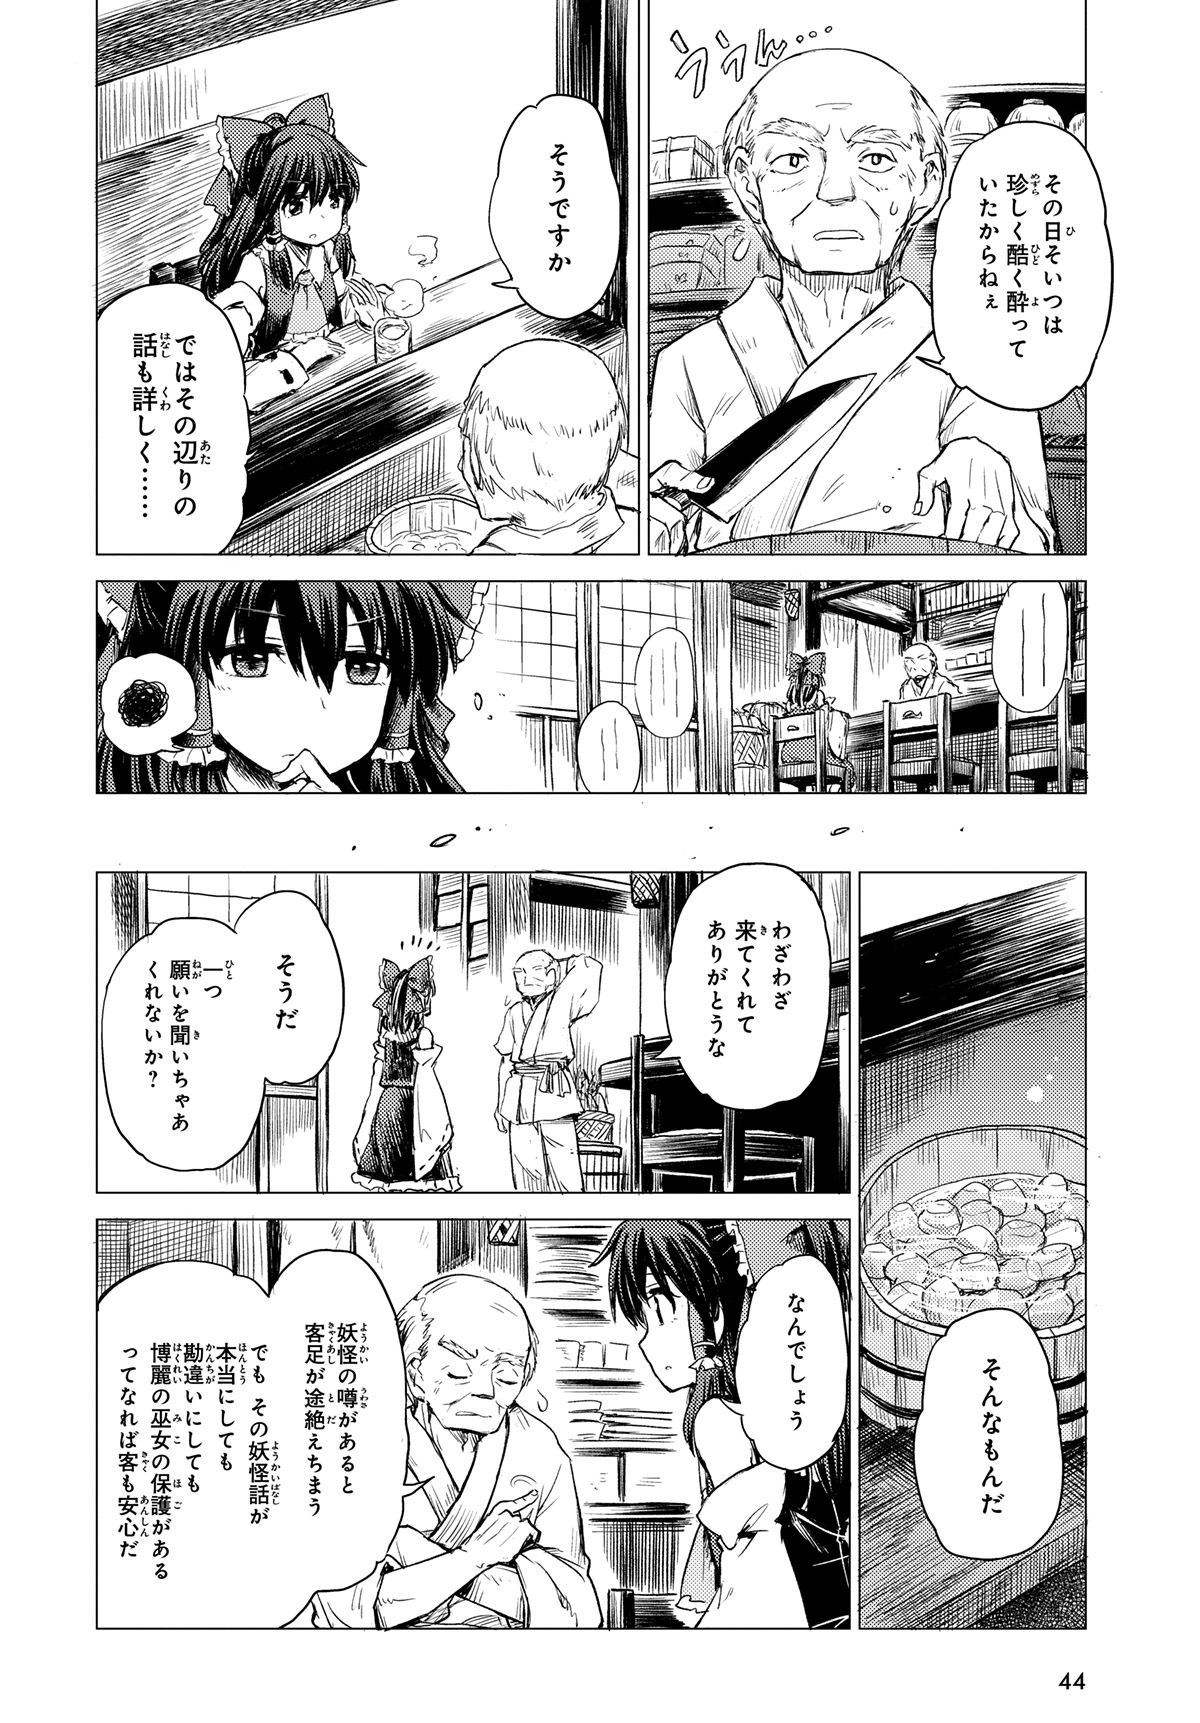 ううん…
その日そいつは
珍しく酷く酔って
いたからねぇ
そうですか
ではその辺りの
話も詳しく……
そんなもんだ
わざわざ
来てくれて
ありがとうな
そうだ
一つ
願いを聞いちゃあ
くれないか？
なんでしょう
妖怪の噂があると
客足が途絶えちまう
でも その妖怪話が
本当にしても
勘違いにしても
博麗の巫女の保護がある
ってなれば客も安心だ
44